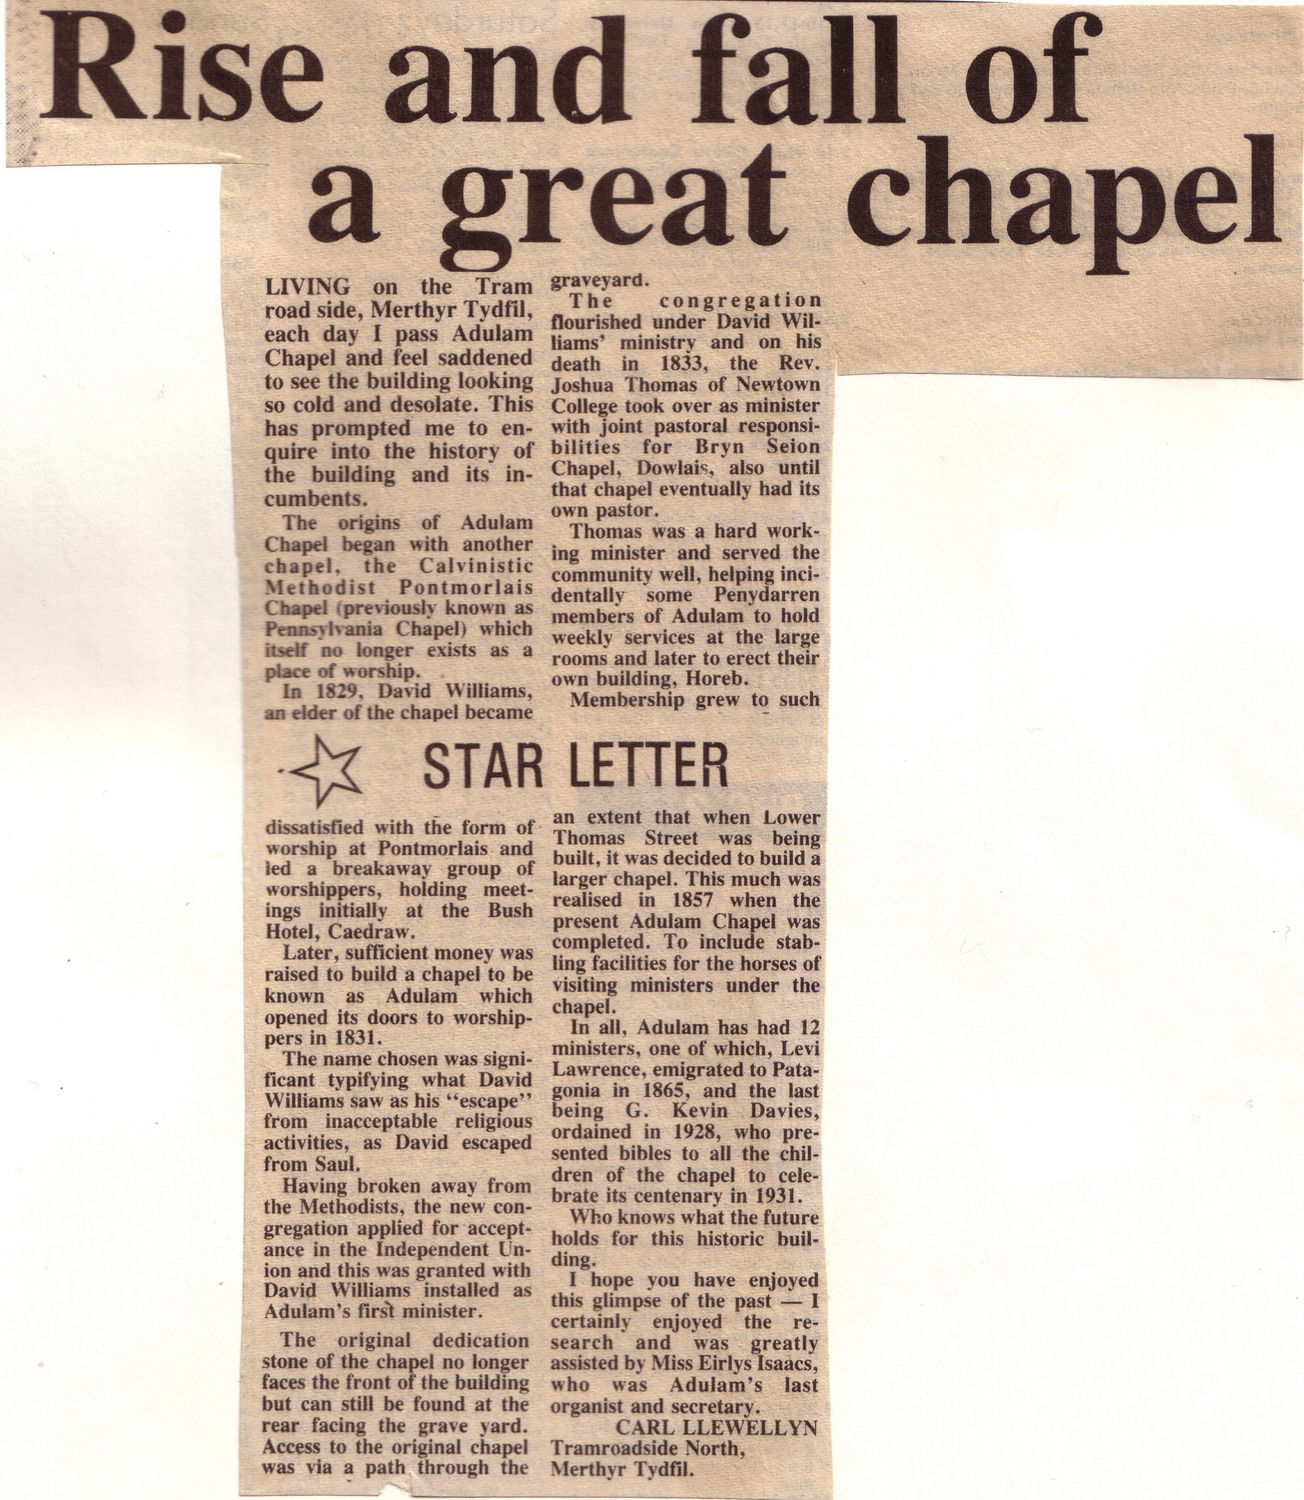 Rise and fall of
a great chapel
LIVING on the Tram
road side, Merthyr Tydfil,
each day I pass Adulam
Chapel and feel saddened
to see the building looking
so cold and desolate. This
has prompted me to en-
quire into the history of
the building and its in-
cumbents.
The origins of Adulam
Chapel began with another
chapel, the Calvinistic
Methodist Pontmorlais
Chapel (previously known as
Pennsylvania Chapel) which
itself no longer exists as a
place of worship.
In 1829, David Williams,
an elder of the chapel became
STAR LETTER
dissatisfied with the form of
worship at Pontmorlais and
led a breakaway group of
worshippers, holding meet-
ings initially at the Bush
Hotel, Caedraw.
Later, sufficient money was
raised to build a chapel to be
known as Adulam which
opened its doors to worship-
pers in 1831.
The name chosen was signi-
ficant typifying what David
Williams saw as his “escape”
from inacceptable religious
activities, as David escaped
from Saul.
Having broken away from
the Methodists, the new con-
gregation applied for accept-
ance in the Independent Un-
ion and this was granted with
David Williams installed as
Adulam's first minister.
The original dedication
stone of the chapel no longer
faces the front of the building
but can still be found at the
rear facing the grave yard.
Access to the original chapel
was via a path through the
graveyard.
The congregation
flourished under David Wil-
liams' ministry and on his
death in 1833, the Rev.
Joshua Thomas of Newtown
College took over as minister
with joint pastoral responsi-
bilities for Bryn Seion
Chapel, Dowlais, also until
that chapel eventually had its
own pastor.
Thomas was a hard work-
ing minister and served the
community well, helping inci-
dentally some Penydarren
members of Adulam to hold
weekly services at the large
rooms and later to erect their
own building, Horeb.
Membership grew to such
an extent that when Lower
Thomas Street was being
built, it was decided to build a
larger chapel. This much was
realised in 1857 when the
present Adulam Chapel was
completed. To include stab-
ling facilities for the horses of
visiting ministers under the
chapel.
In all, Adulam has had 12
ministers, one of which, Levi
Lawrence, emigrated to Pata-
gonia in 1865, and the last
being G. Kevin Davies,
ordained in 1928, who pre-
sented bibles to all the chil-
dren of the chapel to cele-
brate its centenary in 1931.
Who knows what the future
holds for this historic buil-
ding.
I hope you have enjoyed
this glimpse of the past — I
certainly enjoyed the re-
search and was greatly
assisted by Miss Eirlys Isaacs,
who was Adulam's last
organist and secretary.
CARL LLEWELLYN
Tramroadside North,
Merthyr Tydfil.